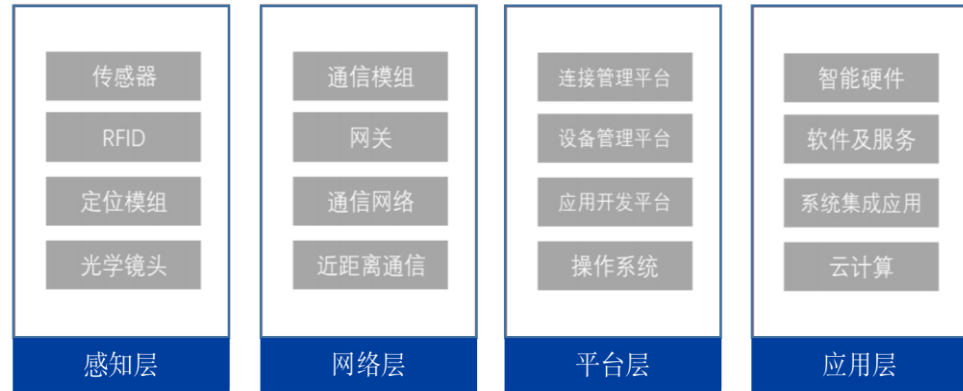 传感器
RFID
定位模组
光学镜头
感知层
通信模组
网关
通信网络
近距离通信
网络层
连接管理平台
设备管理平台
应用开发平台
操作系统
平台层
智能硬件
软件及服务
系统集成应用
云计算
应用层